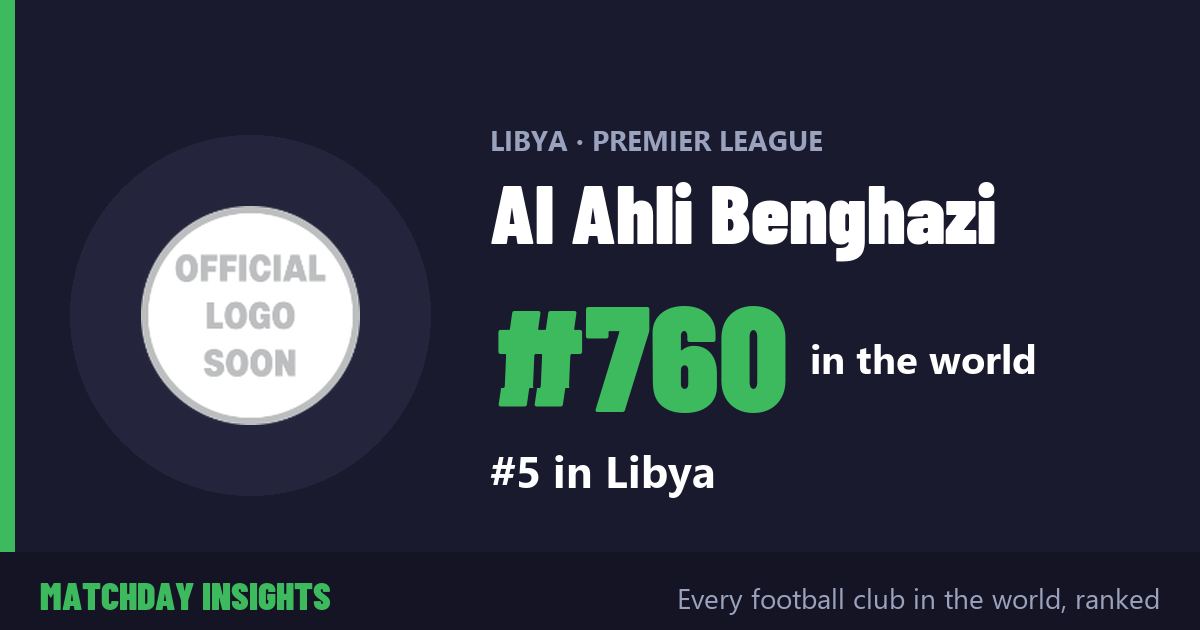 LIBYA · PREMIER LEAGUE
Al Ahli Benghazi
OFFICIAL
LOGO
SOON
#760 in the world
#5 in Libya
MATCHDAY INSIGHTS
Every football club in the world, ranked